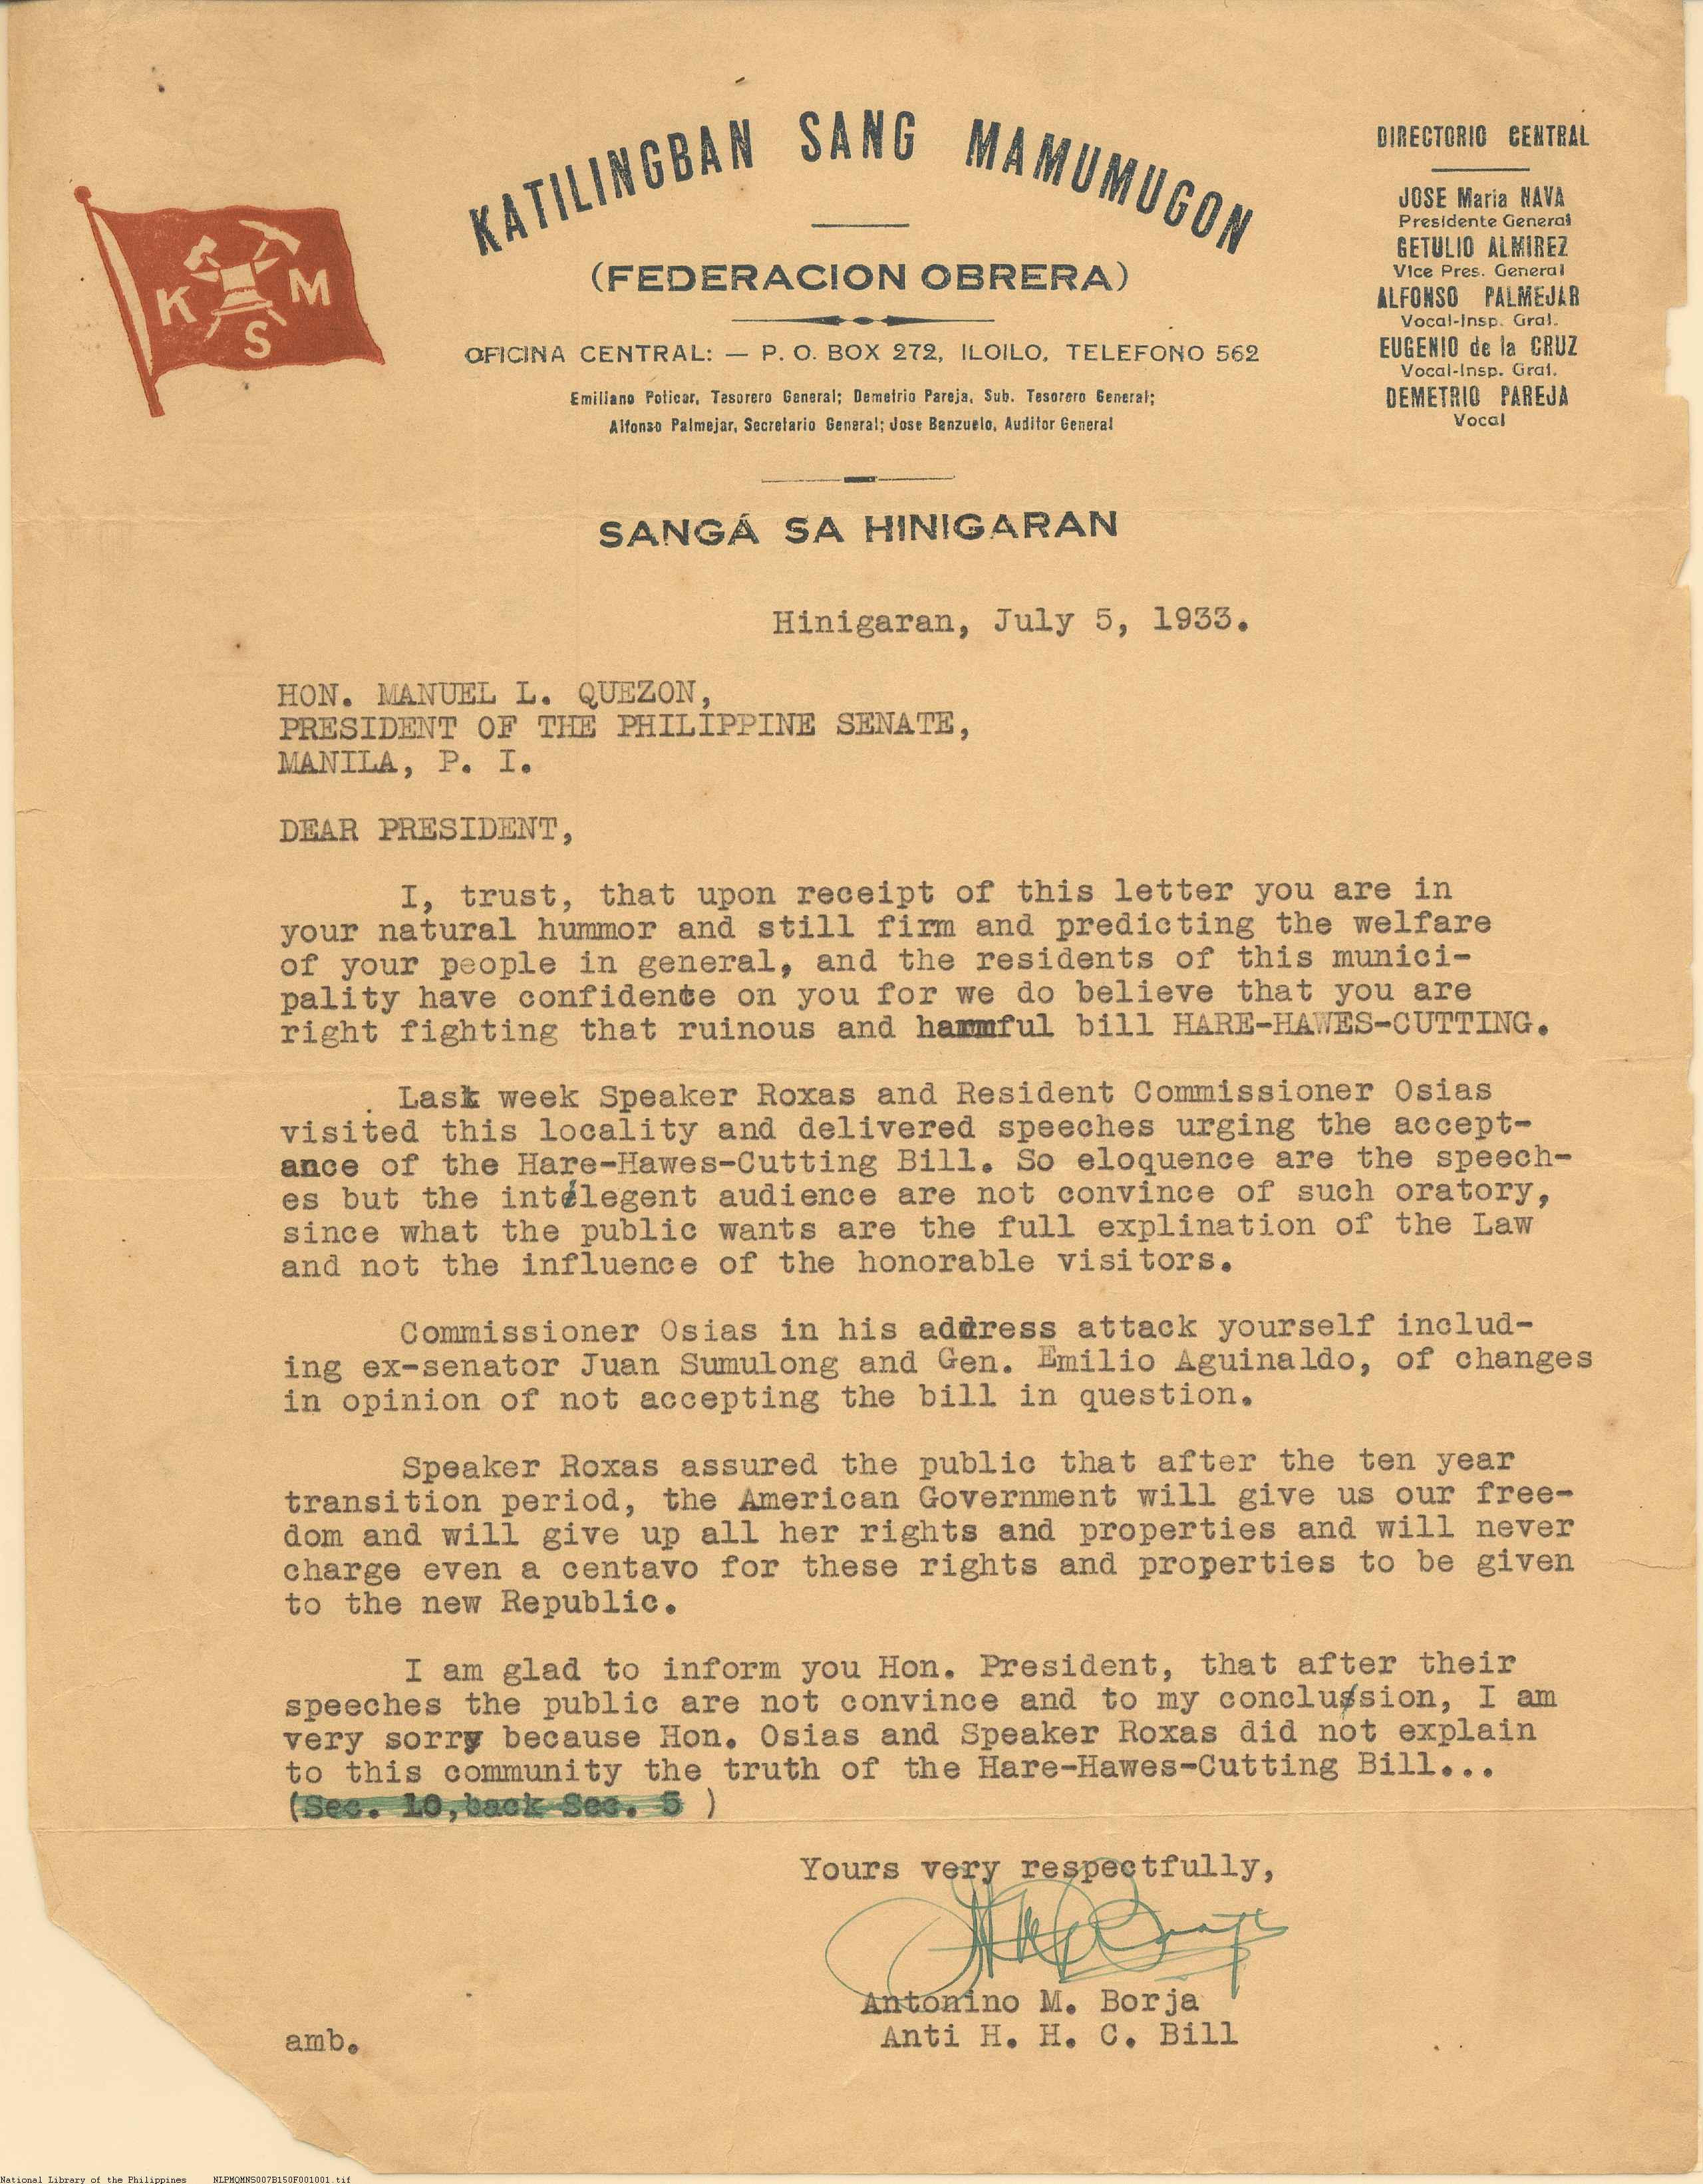 KATILINGBAN SANG MAMUMUGON
(FEDERACION OBRERA)
OFICINA CENTRAL: — P. O. BOX 272, ILOILO, TELEFONO 562
Emiliano Policar, Tesorero General; Demetrio Pareja, Sub. Tesorero General;
Alfonso Palmejar, Secretario General; Jose Banzuelo, Auditor General
K S M
DIRECTORIO CENTRAL
JOSE Maria NAVA
Presidente General
GETULIO ALMIREZ
Vice Pres. General
ALFONSO PALMEJAR
Vocal-Insp. Gral.
EUGENIO de la CRUZ
Vocal-Insp. Gral.
DEMETRIO PAREJA
Vocal
SANGÁ SA HINIGARAN
Hinigaran, July 5, 1933.
HON. MANUEL L. QUEZON,
PRESIDENT OF THE PHILIPPINE SENATE,
MANILA, P. I.
DEAR PRESIDENT,
I, trust, that upon receipt of this letter you are in
your natural hummor and still firm and predicting the welfare
of your people in general, and the residents of this munici-
pality have confidence on you for we do believe that you are
right fighting that ruinous and harmful bill HARE-HAWES-CUTTING.
Last week Speaker Roxas and Resident Commissioner Osias
visited this locality and delivered speeches urging the accept-
ance of the Hare-Hawes-Cutting Bill. So eloquence are the speech-
es but the intelegent audience are not convince of such oratory,
since what the public wants are the full explination of the Law
and not the influence of the honorable visitors.
Commissioner Osias in his address attack yourself includ-
ing ex-senator Juan Sumulong and Gen. Emilio Aguinaldo, of changes
in opinion of not accepting the bill in question.
Speaker Roxas assured the public that after the ten year
transition period, the American Government will give us our free-
dom and will give up all her rights and properties and will never
charge even a centavo for these rights and properties to be given
to the new Republic.
I am glad to inform you Hon. President, that after their
speeches the public are not convince and to my conclussion, I am
very sorry because Hon. Osias and Speaker Roxas did not explain
to this community the truth of the Hare-Hawes-Cutting Bill...
(Sec. 10,back Sec. 5 )
Yours very respectfully,
Antonino M. Borja
Anti H. H. C. Bill
amb.
National Library of the Philippines NLPMQMNS007B150F001001.tif